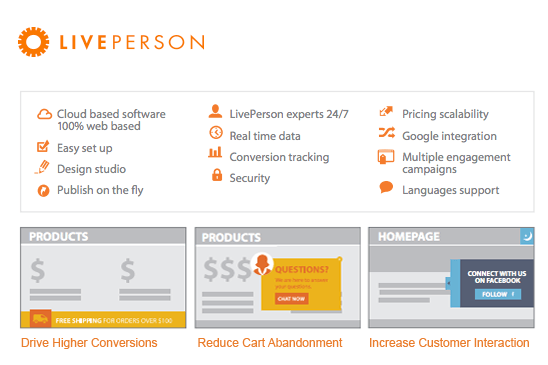 LIVEPERSON
Cloud based software
100% web based
Easy set up
Design studio
Publish on the fly
LivePerson experts 24/7
Real time data
Conversion tracking
Security
Pricing scalability
Google integration
Multiple engagement
campaigns
Languages support
PRODUCTS
$ $
FREE SHIPPING FOR ORDERS OVER $100
Drive Higher Conversions
PRODUCTS
$$$
QUESTIONS?
We are here to answer
your questions.
CHAT NOW
Reduce Cart Abandonment
HOMEPAGE
CONNECT WITH US
ON FACEBOOK
FOLLOW f
Increase Customer Interaction